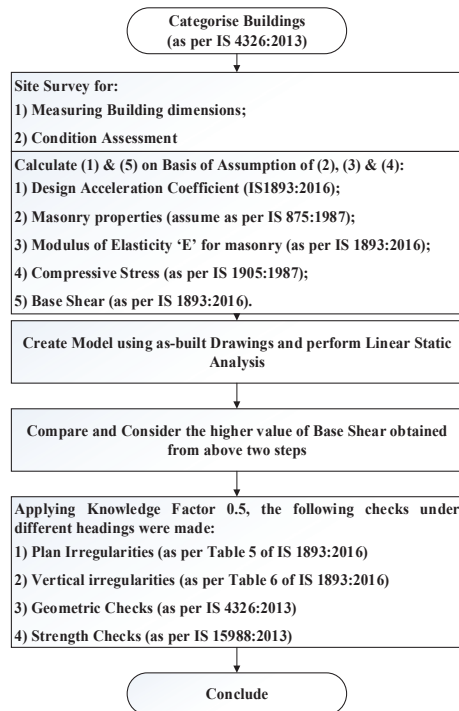 Categorise Buildings
(as per IS 4326:2013)
Site Survey for:
1) Measuring Building dimensions;
2) Condition Assessment
Calculate (1) & (5) on Basis of Assumption of (2), (3) & (4):
1) Design Acceleration Coefficient (IS1893:2016);
2) Masonry properties (assume as per IS 875:1987);
3) Modulus of Elasticity ‘E’ for masonry (as per IS 1893:2016);
4) Compressive Stress (as per IS 1905:1987);
5) Base Shear (as per IS 1893:2016).
Create Model using as-built Drawings and perform Linear Static
Analysis
Compare and Consider the higher value of Base Shear obtained
from above two steps
Applying Knowledge Factor 0.5, the following checks under
different headings were made:
1) Plan Irregularities (as per Table 5 of IS 1893:2016)
2) Vertical irregularities (as per Table 6 of IS 1893:2016)
3) Geometric Checks (as per IS 4326:2013)
4) Strength Checks (as per IS 15988:2013)
Conclude